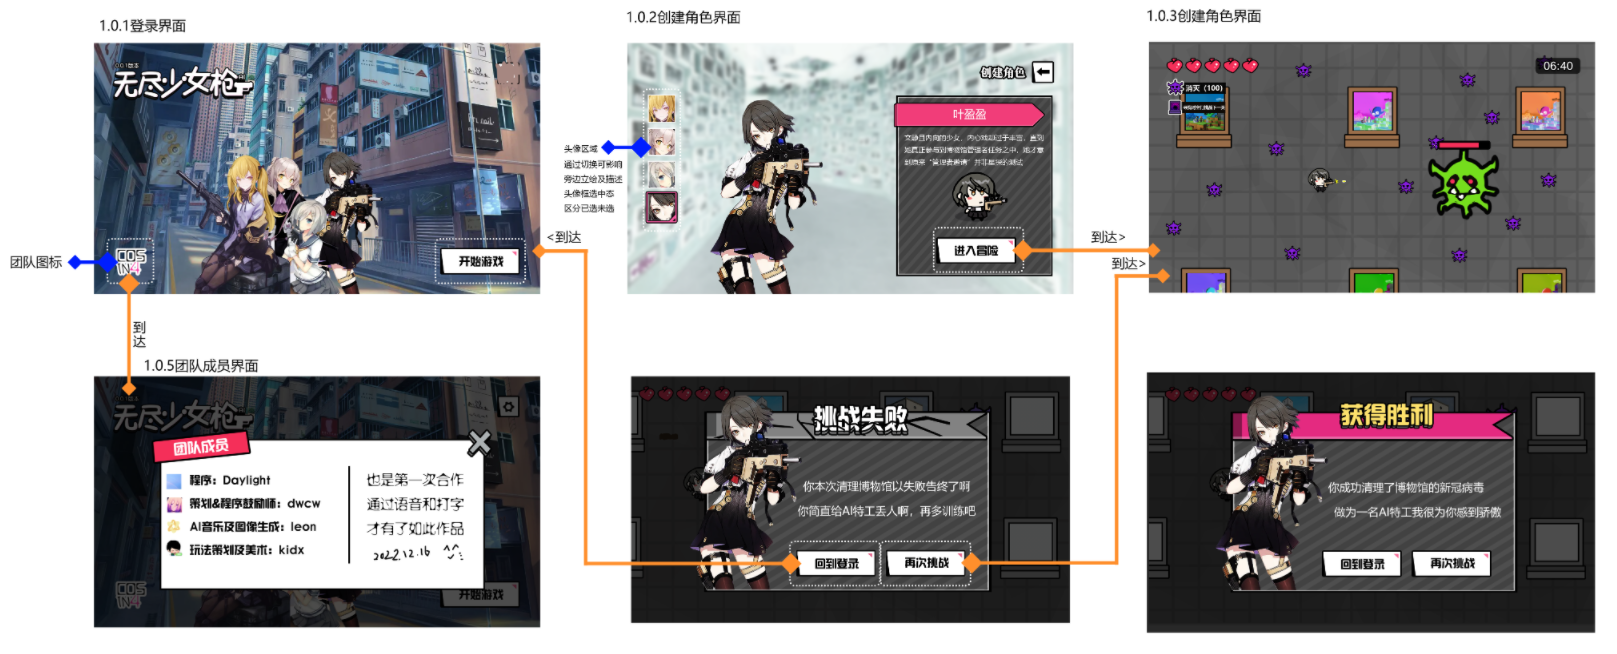 1.0.1登录界面
1.0.2创建角色界面
1.0.3创建角色界面
0.0.1版本
无尽少女枪
团队图标
COS
IN4
开始游戏
<到达
到达
头像区域
通过切换可影响
旁边立绘及描述
头像框选中态
区分已选未选
创建角色
叶盈盈
进入冒险
到达>
到达>
消灭（100）
06:40
1.0.5团队成员界面
无尽少女枪
团队成员
程序：Daylight
策划&程序鼓励师：dwcw
AI音乐及图像生成：leon
玩法策划及美术：kidx
也是第一次合作
通过语音和打字
才有了如此作品
2022.12.16
COS
IN4
开始游戏
挑战失败
你本次清理博物馆以失败告终了啊
你简直给AI特工丢人啊，再多训练吧
回到登录
再次挑战
获得胜利
你成功清理了博物馆的新冠病毒
做为一名AI特工我很为你感到骄傲
回到登录
再次挑战